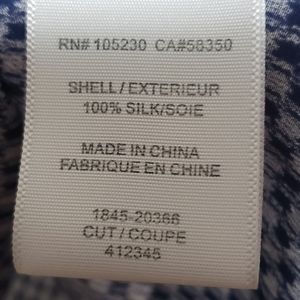 RN# 105230 CA#58350
SHELL/EXTERIEUR
100% SILK/SOIE
MADE IN CHINA
FABRIQUE EN CHINE
1845-20366
CUT/COUPE
412345